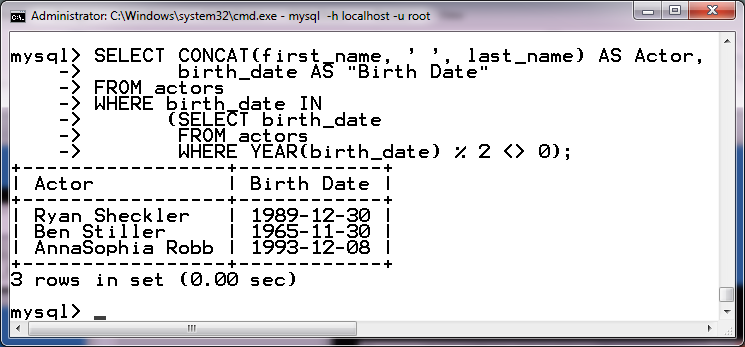 Administrator: C:\Windows\system32\cmd.exe - mysql  -h localhost -u root
mysql> SELECT CONCAT(first_name, ' ', last_name) AS Actor,
    ->        birth_date AS "Birth Date"
    -> FROM actors
    -> WHERE birth_date IN
    ->       (SELECT birth_date
    ->        FROM actors
    ->        WHERE YEAR(birth_date) % 2 <> 0);
+------------------+------------+
| Actor            | Birth Date |
+------------------+------------+
| Ryan Sheckler    | 1989-12-30 |
| Ben Stiller      | 1965-11-30 |
| AnnaSophia Robb  | 1993-12-08 |
+------------------+------------+
3 rows in set (0.00 sec)
mysql> _